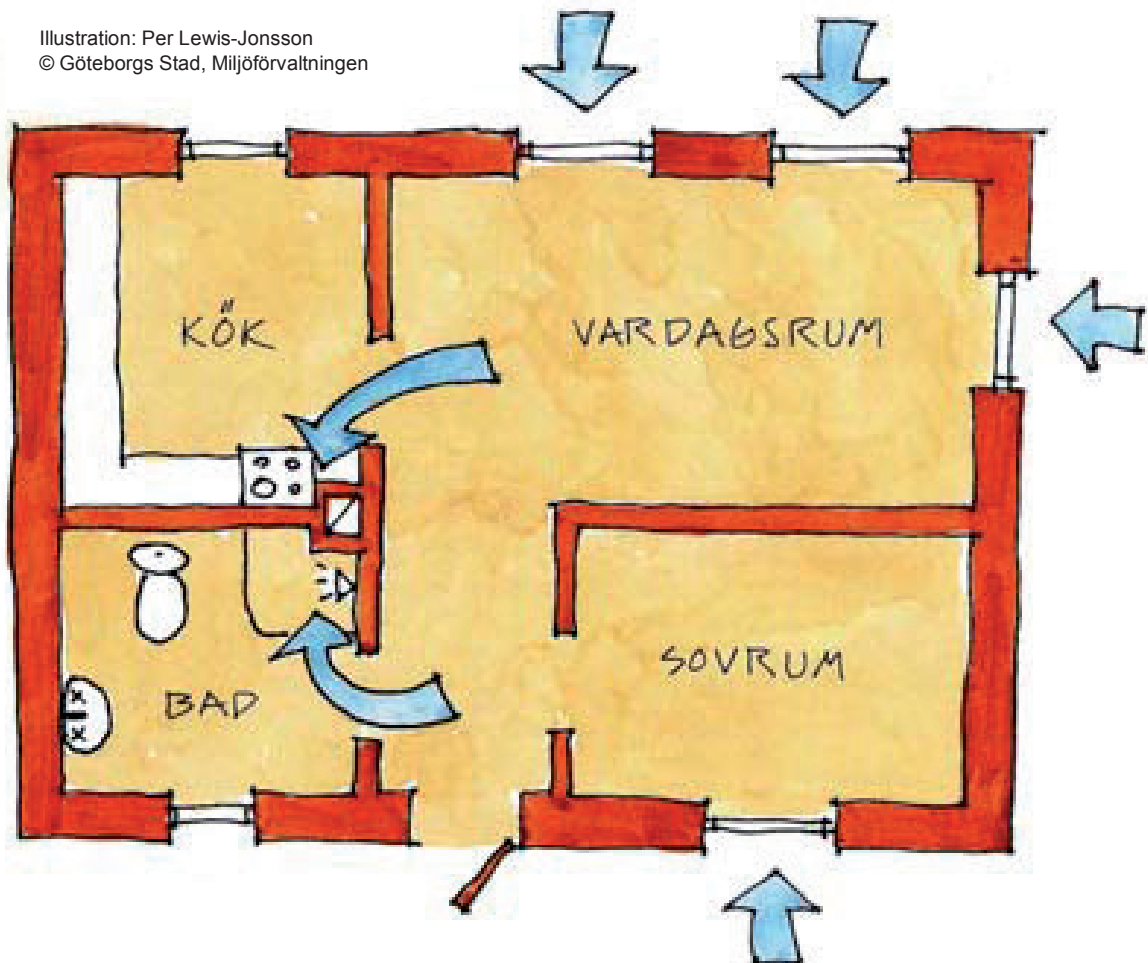 Illustration: Per Lewis-Jonsson
© Göteborgs Stad, Miljöförvaltningen
KÖK
VARDAGSRUM
SOVRUM
BAD